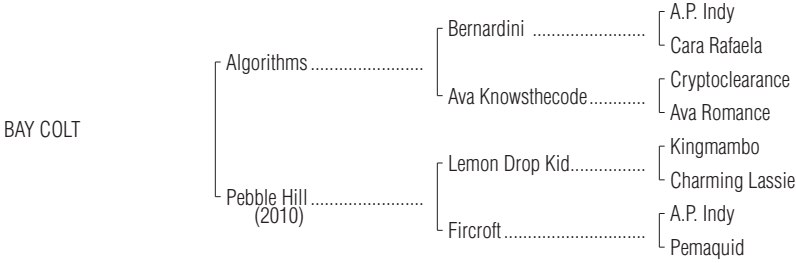 A.P. Indy
Bernardini ........................
Cara Rafaela
Algorithms ........................
Cryptoclearance
Ava Knowsthecode............
Ava Romance
BAY COLT
Kingmambo
Lemon Drop Kid................
Charming Lassie
Pebble Hill ........................
(2010)
A.P. Indy
Fircroft ..............................
Pemaquid